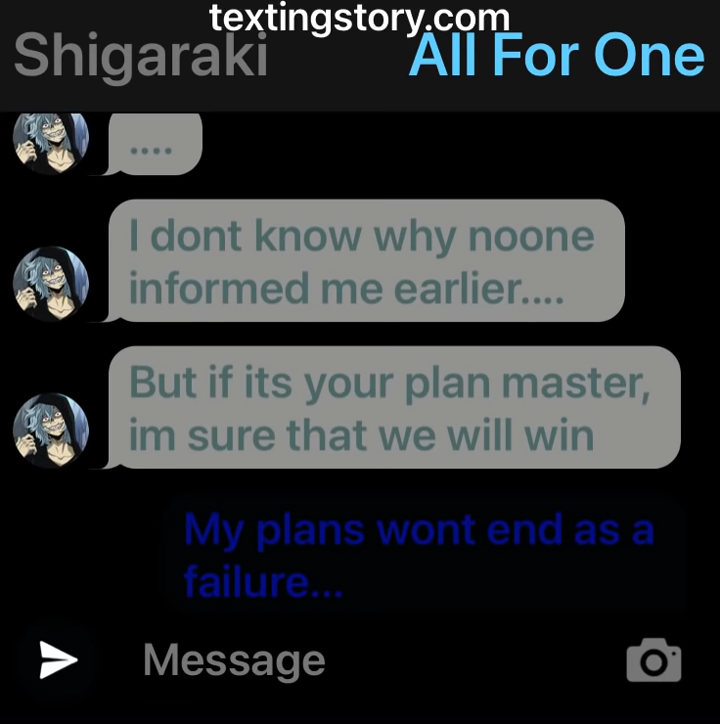 textingstory.com
Shigaraki All For One
....
I dont know why noone
informed me earlier....
But if its your plan master,
im sure that we will win
My plans wont end as a
failure...
Message